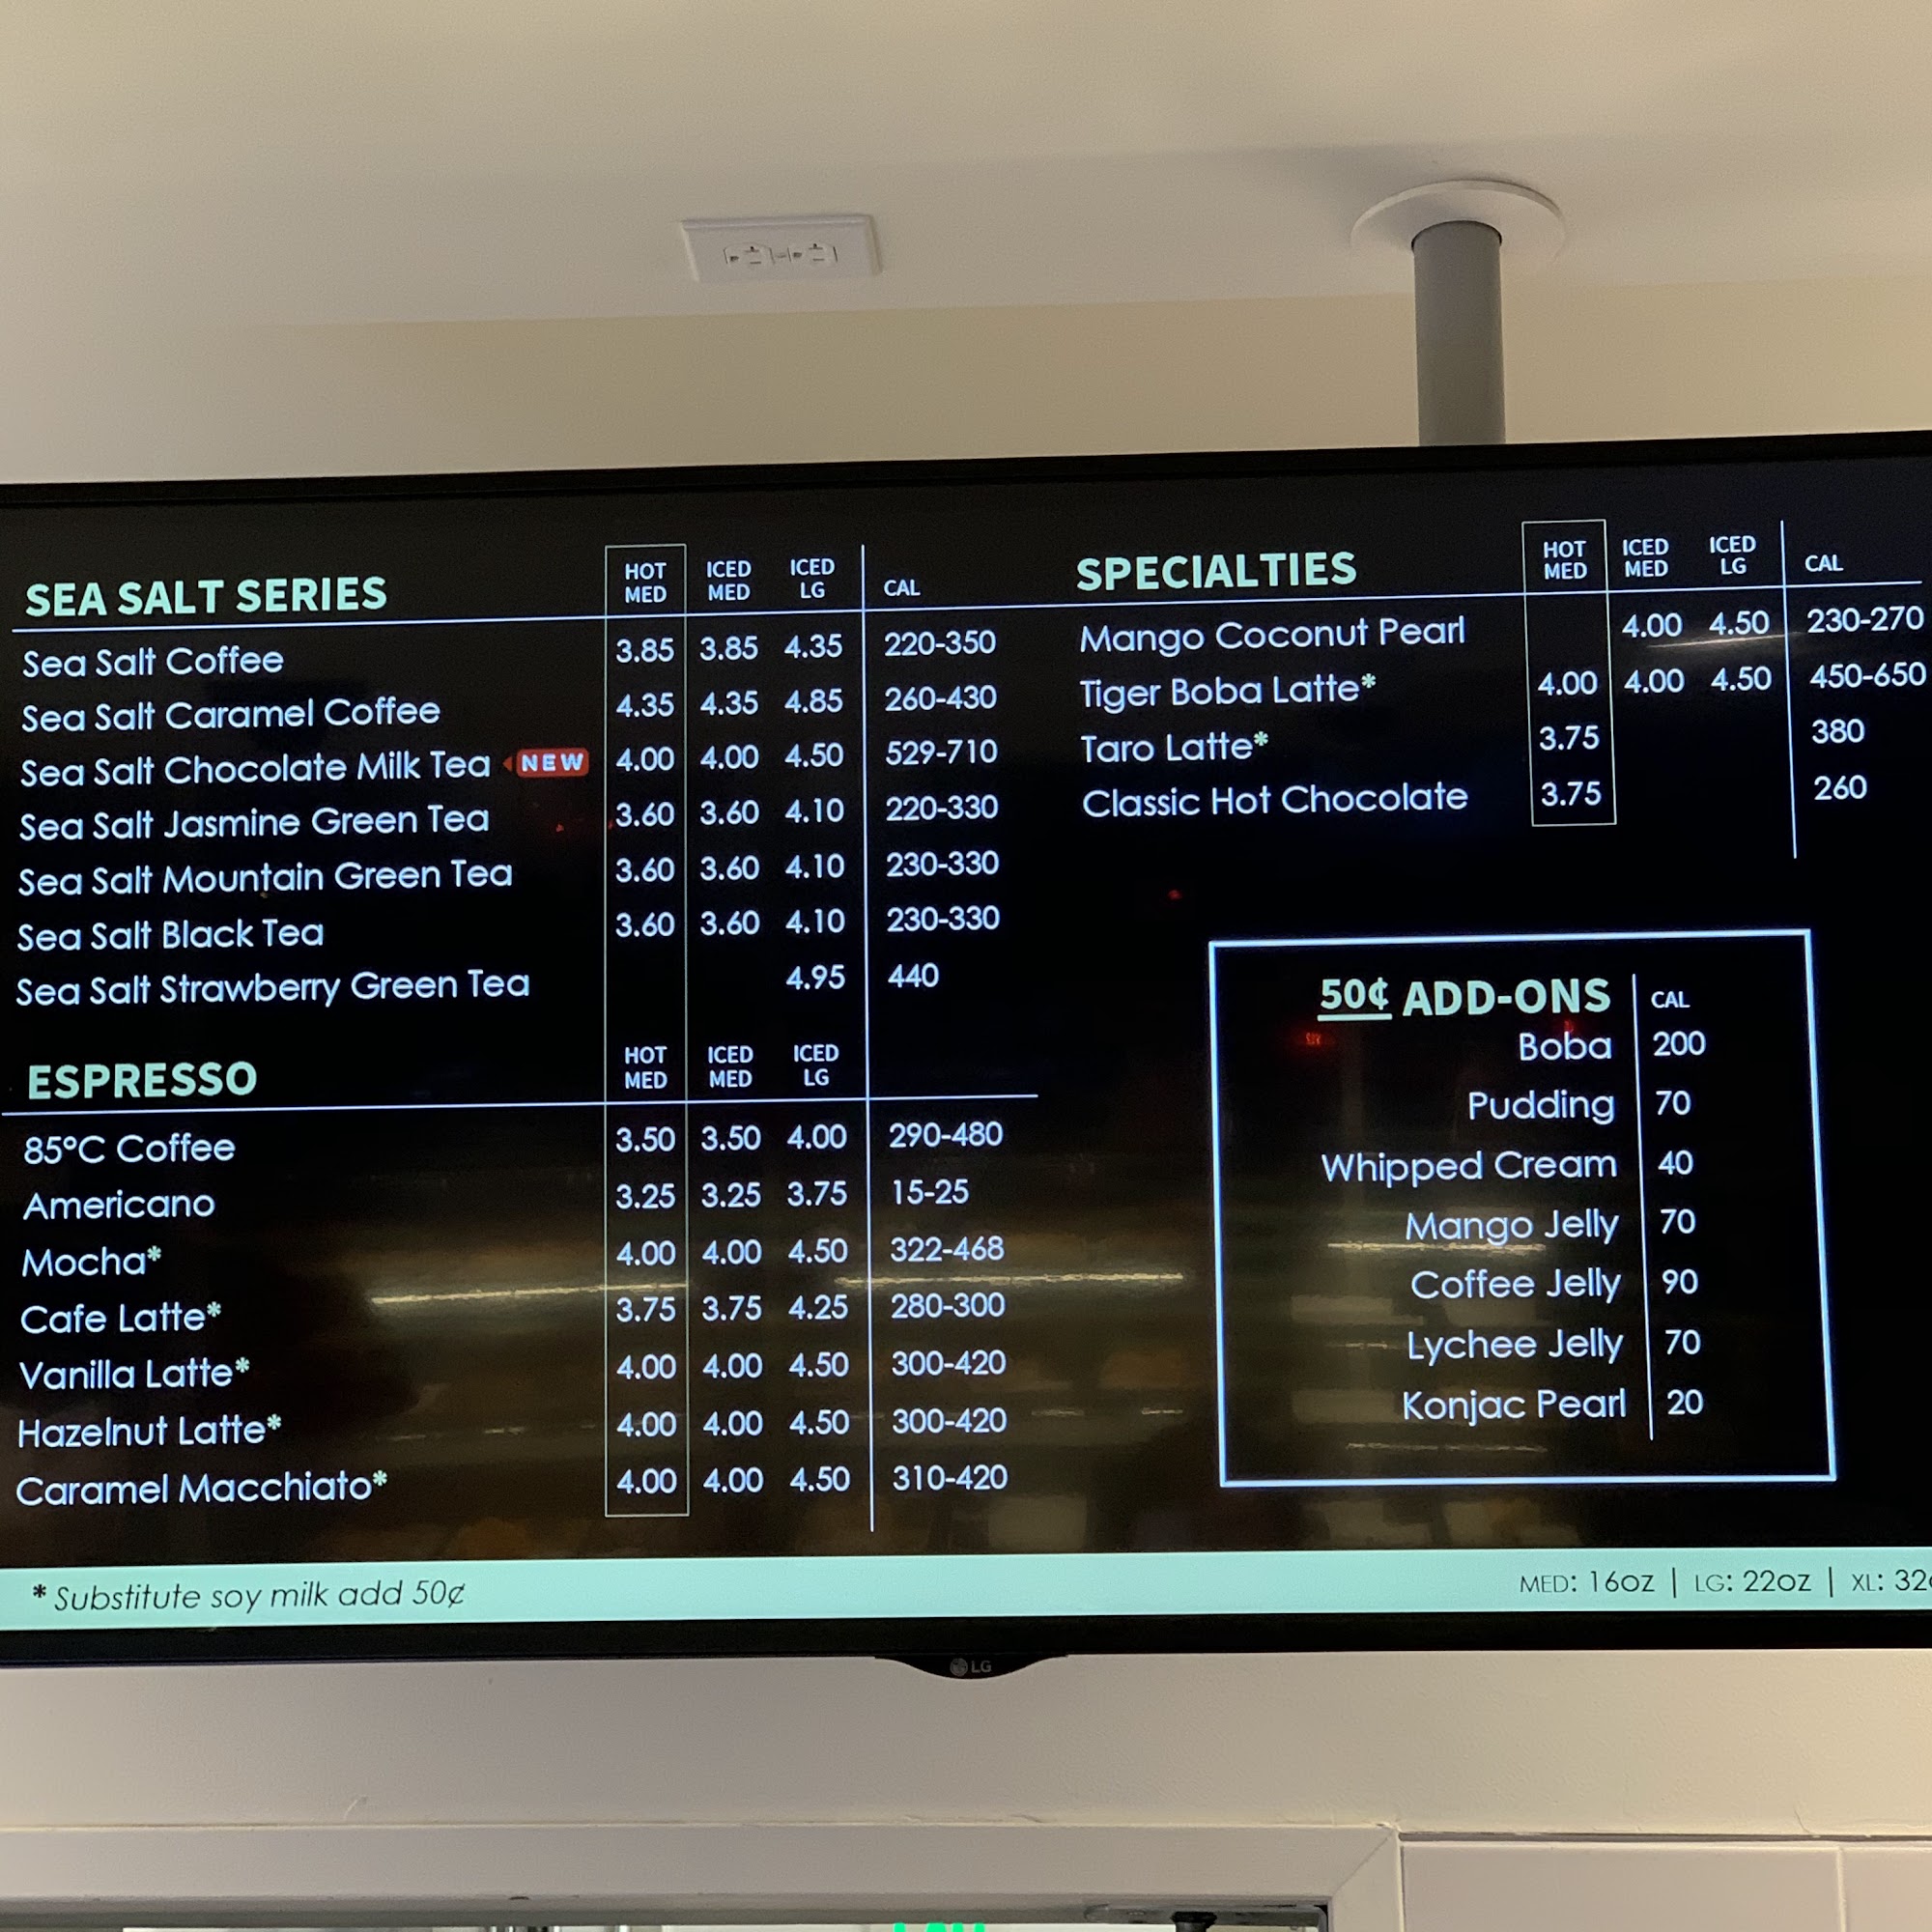 SEA SALT SERIES HOT MED ICED MED ICED LG CAL
Sea Salt Coffee 3.85 3.85 4.35 220-350
Sea Salt Caramel Coffee 4.35 4.35 4.85 260-430
Sea Salt Chocolate Milk Tea NEW 4.00 4.00 4.50 529-710
Sea Salt Jasmine Green Tea 3.60 3.60 4.10 220-330
Sea Salt Mountain Green Tea 3.60 3.60 4.10 230-330
Sea Salt Black Tea 3.60 3.60 4.10 230-330
Sea Salt Strawberry Green Tea 4.95 440
ESPRESSO HOT MED ICED MED ICED LG
85°C Coffee 3.50 3.50 4.00 290-480
Americano 3.25 3.25 3.75 15-25
Mocha* 4.00 4.00 4.50 322-468
Cafe Latte* 3.75 3.75 4.25 280-300
Vanilla Latte* 4.00 4.00 4.50 300-420
Hazelnut Latte* 4.00 4.00 4.50 300-420
Caramel Macchiato* 4.00 4.00 4.50 310-420
SPECIALTIES HOT MED ICED MED ICED LG CAL
Mango Coconut Pearl 4.00 4.50 230-270
Tiger Boba Latte* 4.00 4.00 4.50 450-650
Taro Latte* 3.75 380
Classic Hot Chocolate 3.75 260
50¢ ADD-ONS CAL
Boba 200
Pudding 70
Whipped Cream 40
Mango Jelly 70
Coffee Jelly 90
Lychee Jelly 70
Konjac Pearl 20
* Substitute soy milk add 50¢
MED: 16OZ | LG: 22OZ | XL: 32
LG